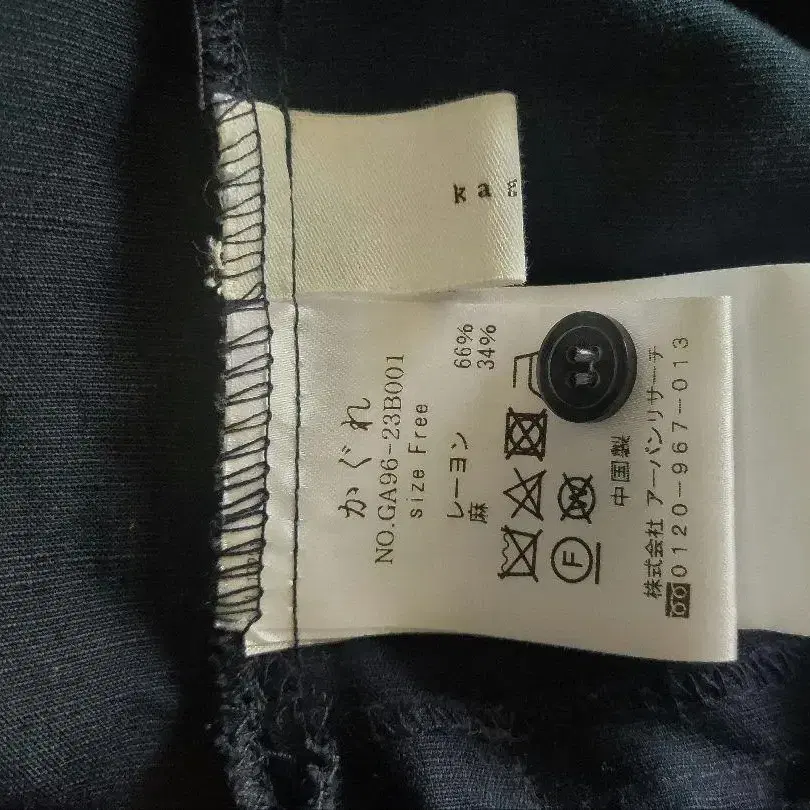 かぐれ
NO.GA96-23B001
size Free
レーヨン 66%
麻 34%
F
W
中国製
株式会社 アーバンリサーチ
0120-967-013
ka